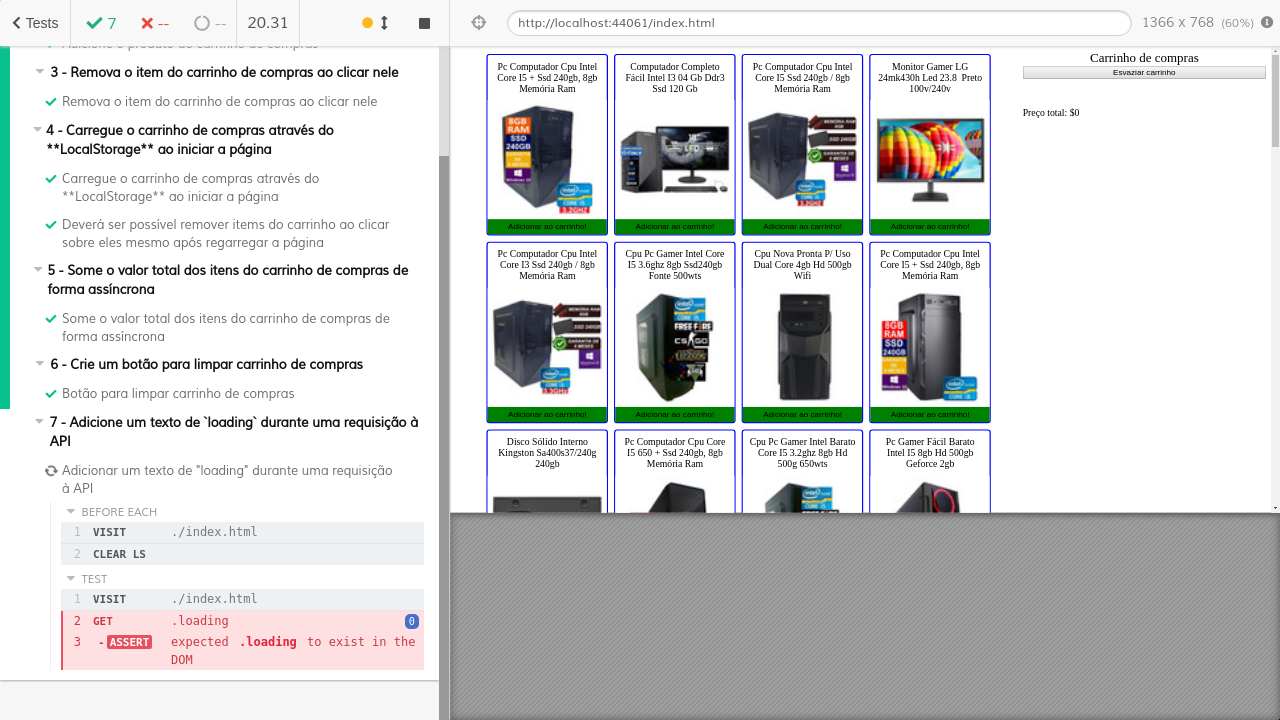 Tests
7
--
--
20.31
http://localhost:44061/index.html
1366 x 768 (60%)
Adicione o produto ao carrinho de compras
3 - Remova o item do carrinho de compras ao clicar nele
Remova o item do carrinho de compras ao clicar nele
4 - Carregue o carrinho de compras através do
**LocalStorage** ao iniciar a página
Carregue o carrinho de compras através do
**LocalStorage** ao iniciar a página
Deverá ser possível remover items do carrinho ao clicar
sobre eles mesmo após regarregar a página
5 - Some o valor total dos itens do carrinho de compras de
forma assíncrona
Some o valor total dos itens do carrinho de compras de
forma assíncrona
6 - Crie um botão para limpar carrinho de compras
Botão para limpar carrinho de compras
7 - Adicione um texto de `loading` durante uma requisição à
API
Adicionar um texto de "loading" durante uma requisição
à API
BEFORE EACH
1 VISIT ./index.html
2 CLEAR LS
TEST
1 VISIT ./index.html
2 GET .loading 0
3 -ASSERT expected .loading to exist in the
DOM
Pc Computador Cpu Intel
Core I5 + Ssd 240gb, 8gb
Memória Ram
8GB
RAM
SSD
240GB
Adicionar ao carrinho!
Computador Completo
Fácil Intel I3 04 Gb Ddr3
Ssd 120 Gb
Adicionar ao carrinho!
Pc Computador Cpu Intel
Core I5 Ssd 240gb / 8gb
Memória Ram
Adicionar ao carrinho!
Monitor Gamer LG
24mk430h Led 23.8 Preto
100v/240v
Adicionar ao carrinho!
Pc Computador Cpu Intel
Core I3 Ssd 240gb / 8gb
Memória Ram
Adicionar ao carrinho!
Cpu Pc Gamer Intel Core
I5 3.6ghz 8gb Ssd240gb
Fonte 500wts
FREE FIRE
CS:GO
Adicionar ao carrinho!
Cpu Nova Pronta P/ Uso
Dual Core 4gb Hd 500gb
Wifi
Adicionar ao carrinho!
Pc Computador Cpu Intel
Core I5 + Ssd 240gb, 8gb
Memória Ram
8GB
RAM
SSD
240GB
Adicionar ao carrinho!
Disco Sólido Interno
Kingston Sa400s37/240g
240gb
Pc Computador Cpu Core
I5 650 + Ssd 240gb, 8gb
Memória Ram
Cpu Pc Gamer Intel Barato
Core I5 3.2ghz 8gb Hd
500g 650wts
Pc Gamer Fácil Barato
Intel I5 8gb Hd 500gb
Geforce 2gb
Carrinho de compras
Esvaziar carrinho
Preço total: $0